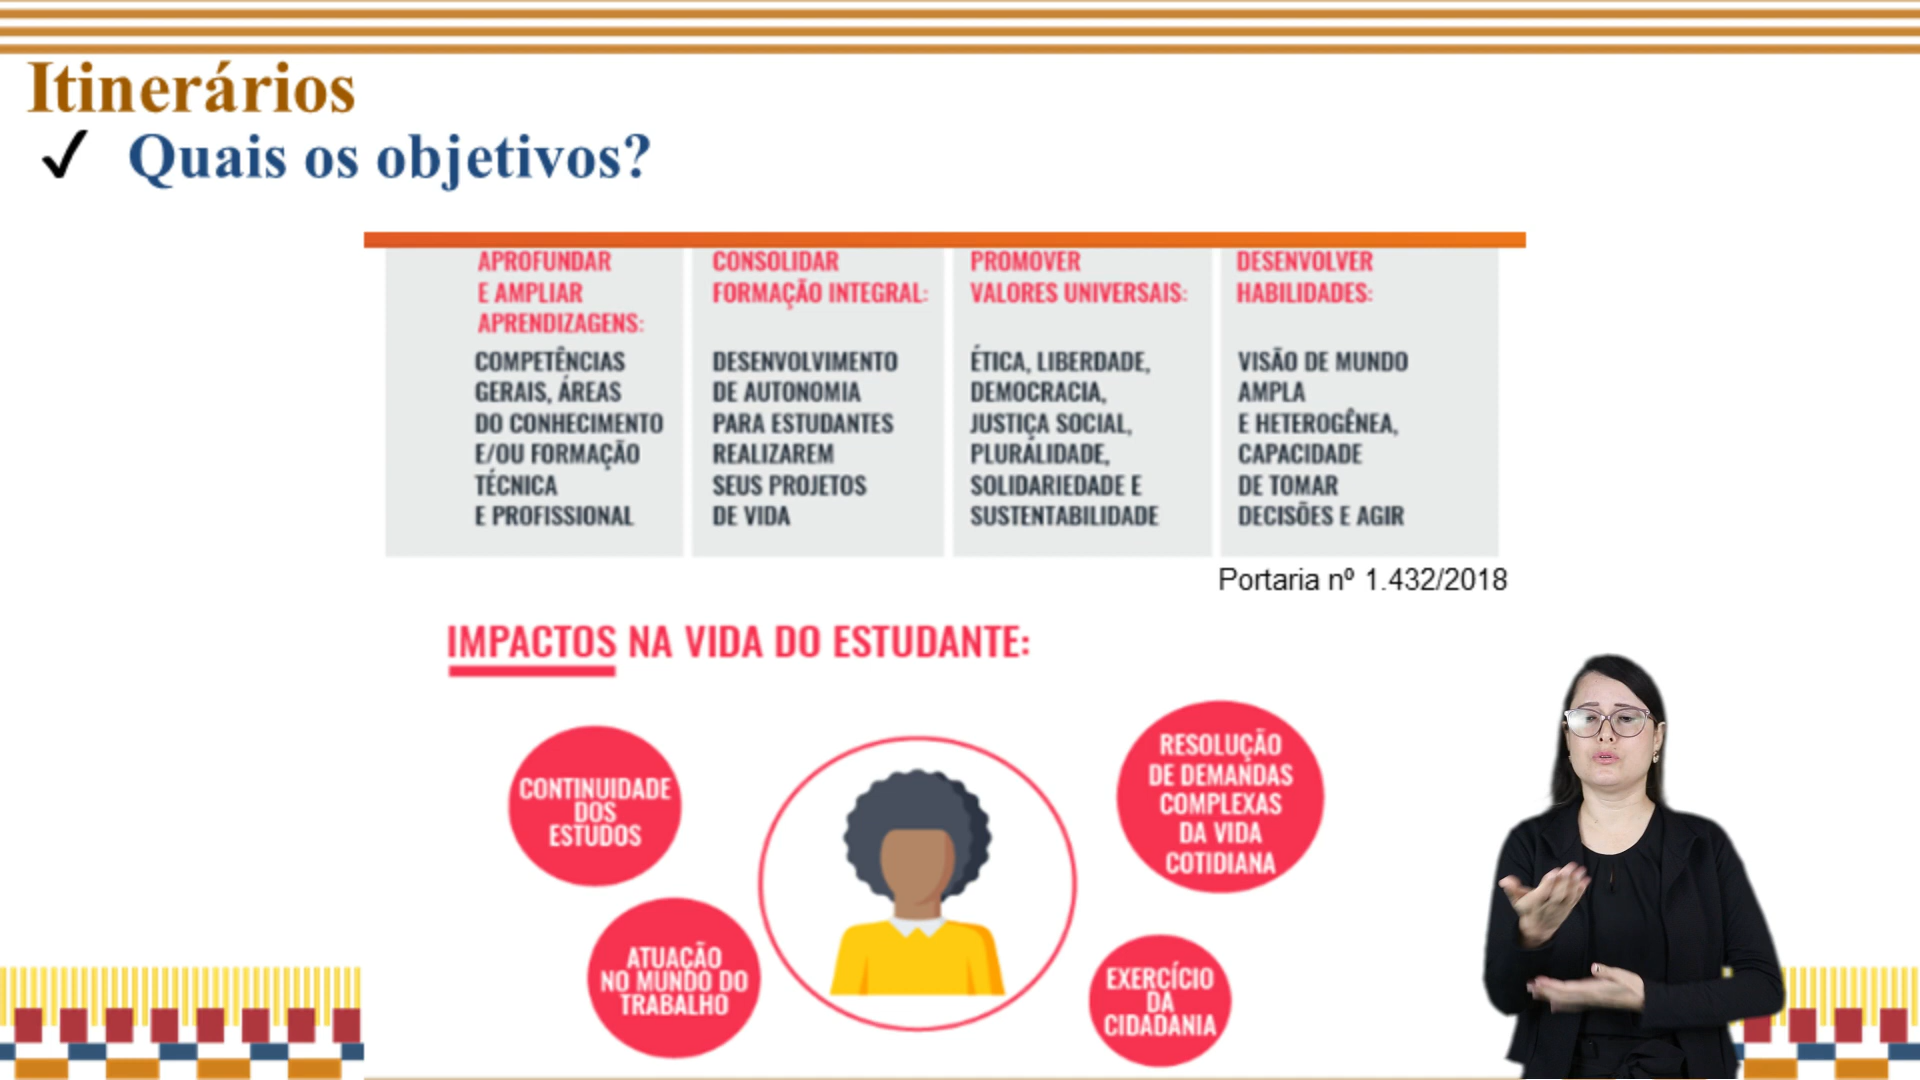 Itinerários
✓ Quais os objetivos?
APROFUNDAR
E AMPLIAR
APRENDIZAGENS:
COMPETÊNCIAS
GERAIS, ÁREAS
DO CONHECIMENTO
E/OU FORMAÇÃO
TÉCNICA
E PROFISSIONAL
CONSOLIDAR
FORMAÇÃO INTEGRAL:
DESENVOLVIMENTO
DE AUTONOMIA
PARA ESTUDANTES
REALIZAREM
SEUS PROJETOS
DE VIDA
PROMOVER
VALORES UNIVERSAIS:
ÉTICA, LIBERDADE,
DEMOCRACIA,
JUSTIÇA SOCIAL,
PLURALIDADE,
SOLIDARIEDADE E
SUSTENTABILIDADE
DESENVOLVER
HABILIDADES:
VISÃO DE MUNDO
AMPLA
E HETEROGÊNEA,
CAPACIDADE
DE TOMAR
DECISÕES E AGIR
Portaria nº 1.432/2018
IMPACTOS NA VIDA DO ESTUDANTE:
CONTINUIDADE
DOS
ESTUDOS
ATUAÇÃO
NO MUNDO DO
TRABALHO
RESOLUÇÃO
DE DEMANDAS
COMPLEXAS
DA VIDA
COTIDIANA
EXERCÍCIO
DA
CIDADANIA